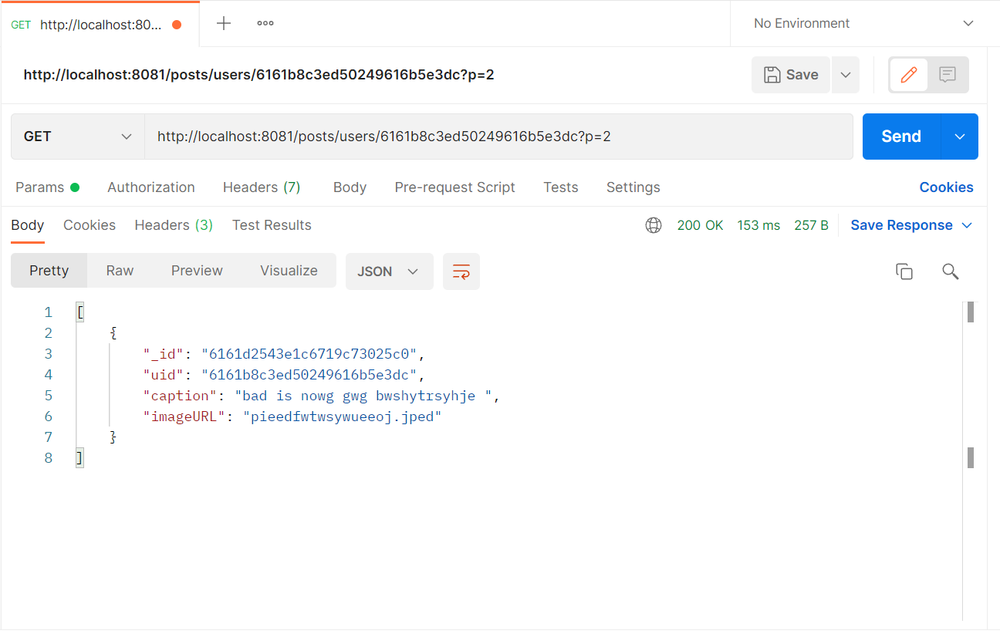 GET http://localhost:80... No Environment
http://localhost:8081/posts/users/6161b8c3ed50249616b5e3dc?p=2 Save
GET http://localhost:8081/posts/users/6161b8c3ed50249616b5e3dc?p=2 Send
Params Authorization Headers (7) Body Pre-request Script Tests Settings Cookies
Body Cookies Headers (3) Test Results 200 OK 153 ms 257 B Save Response
Pretty Raw Preview Visualize JSON
1 [
2 {
3 "_id": "6161d2543e1c6719c73025c0",
4 "uid": "6161b8c3ed50249616b5e3dc",
5 "caption": "bad is nowg gwg bwshytrsyhje ",
6 "imageURL": "pieedfwtwsywueeoj.jped"
7 }
8 ]